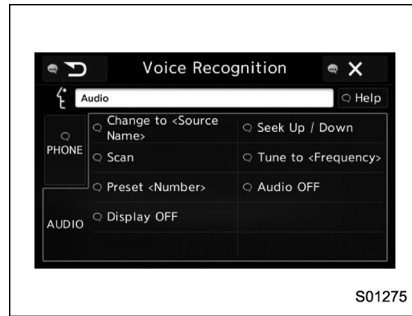 Voice Recognition
Audio
Help
PHONE
Change to <Source
Name>
Seek Up / Down
Scan
Tune to <Frequency>
Preset <Number>
Audio OFF
AUDIO
Display OFF
S01275